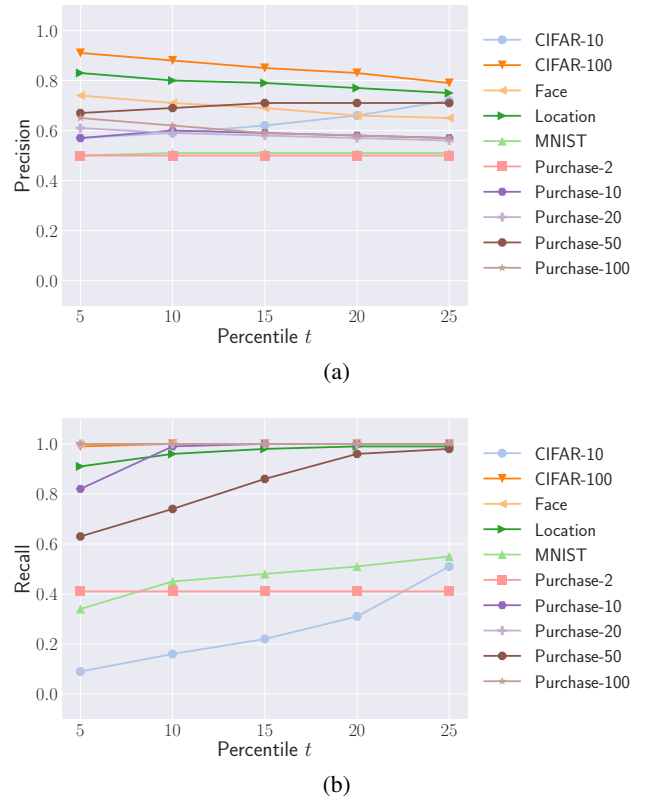 1.0
0.8
0.6
0.4
0.2
0.0
Precision
5 10 15 20 25
Percentile t
CIFAR-10
CIFAR-100
Face
Location
MNIST
Purchase-2
Purchase-10
Purchase-20
Purchase-50
Purchase-100
(a)
1.0
0.8
0.6
0.4
0.2
0.0
Recall
5 10 15 20 25
Percentile t
CIFAR-10
CIFAR-100
Face
Location
MNIST
Purchase-2
Purchase-10
Purchase-20
Purchase-50
Purchase-100
(b)